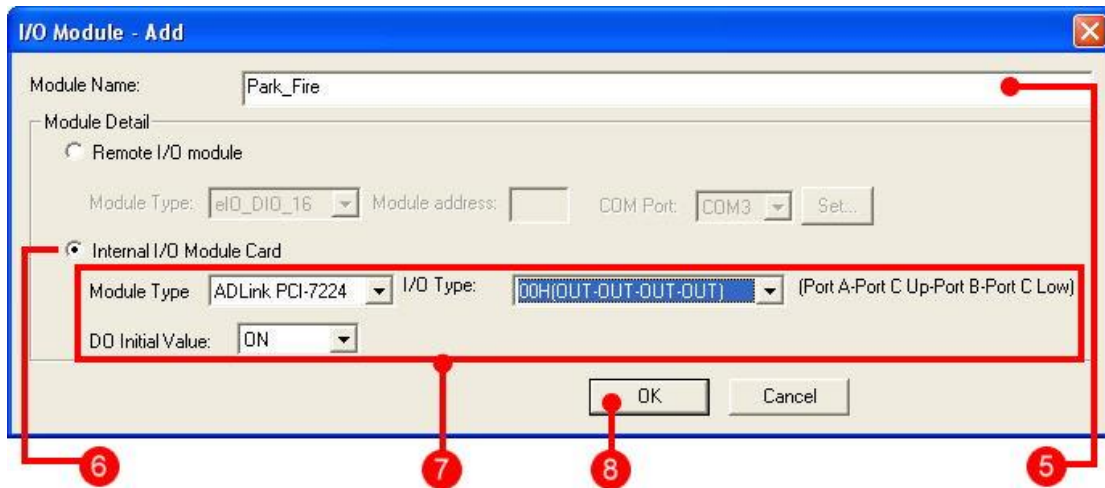 I/O Module - Add
Module Name: Park_Fire
Module Detail
Remote I/O module
Module Type: eIO_DIO_16 Module address: COM Port: COM3 Set...
Internal I/O Module Card
Module Type ADLink PCI-7224 I/O Type: 00H(OUT-OUT-OUT-OUT) (Port A-Port C Up-Port B-Port C Low)
DO Initial Value: ON
OK Cancel
6 7 8 5